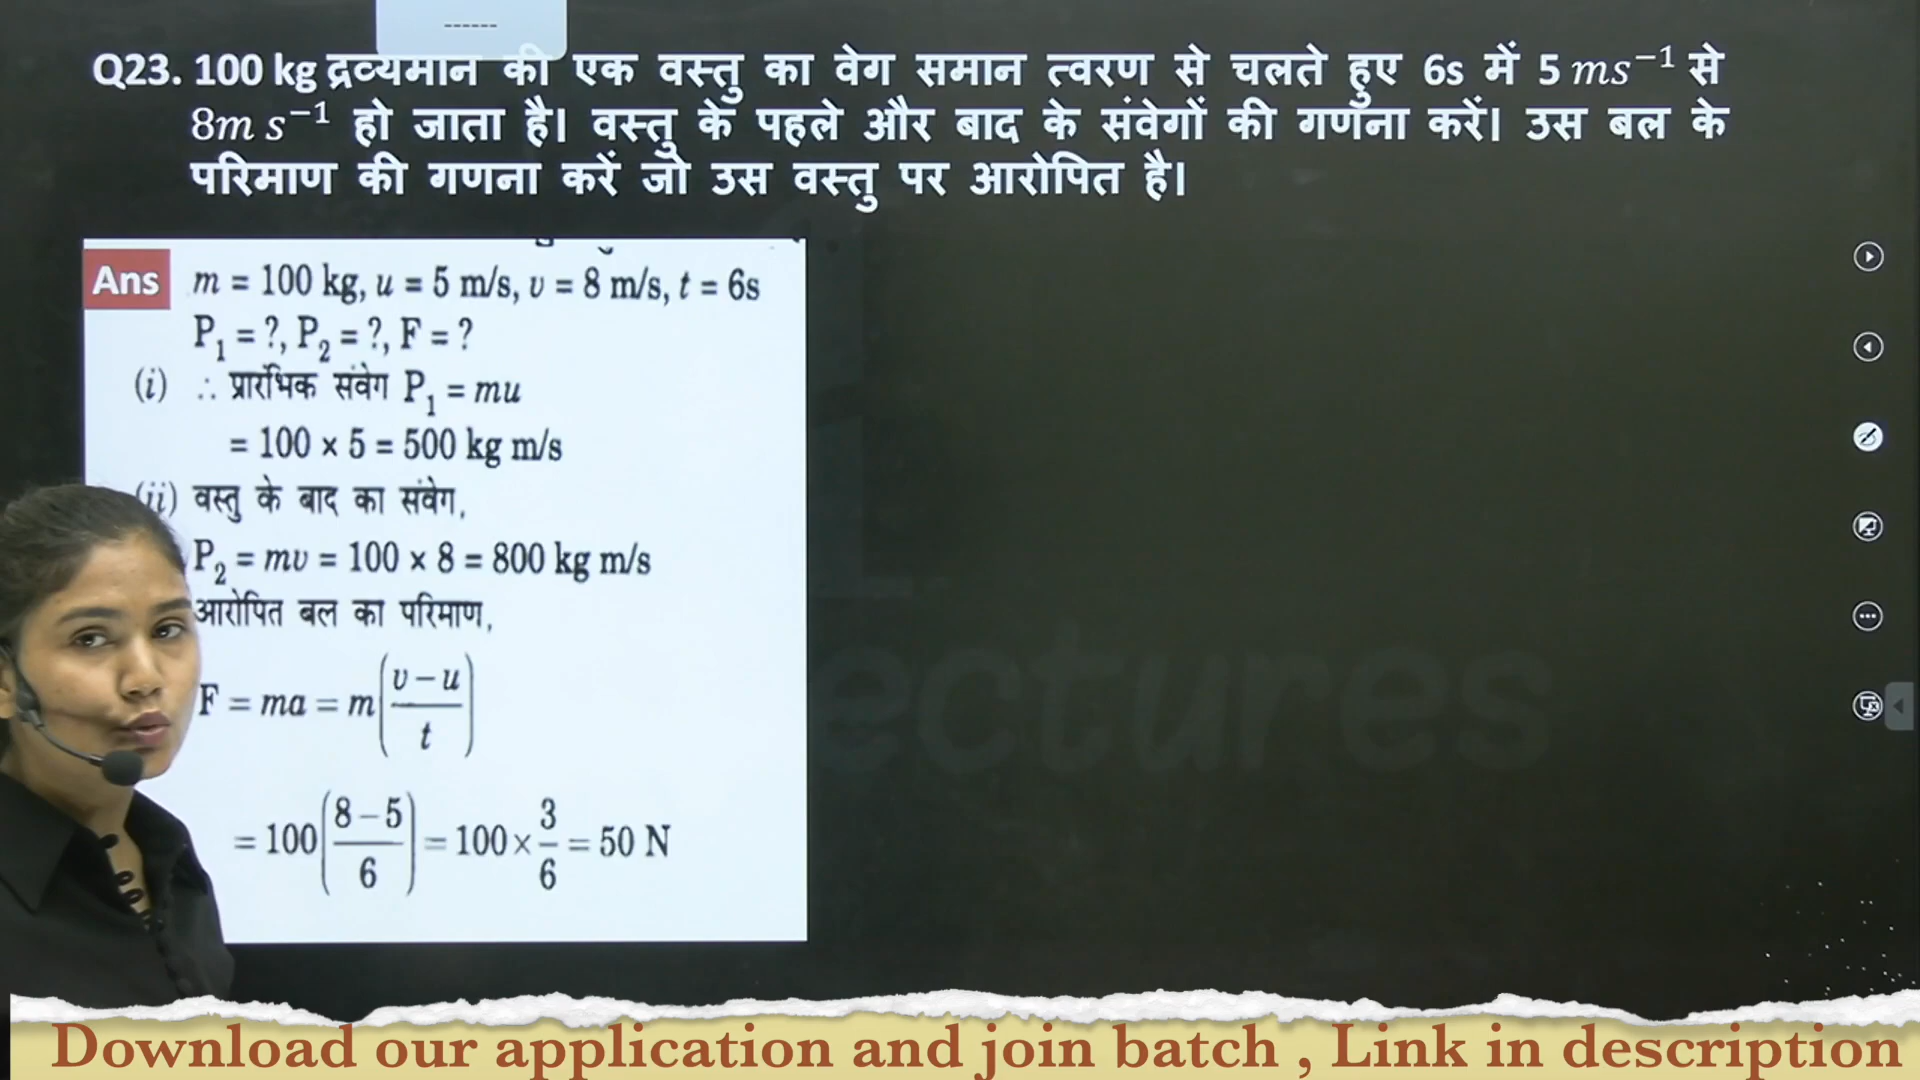 ------
Q23. 100 kg द्रव्यमान की एक वस्तु का वेग समान त्वरण से चलते हुए 6s में 5 ms⁻¹ से
8m s⁻¹ हो जाता है। वस्तु के पहले और बाद के संवेगों की गणना करें। उस बल के
परिमाण की गणना करें जो उस वस्तु पर आरोपित है।
Ans m = 100 kg, u = 5 m/s, v = 8 m/s, t = 6s
P₁ = ?, P₂ = ?, F = ?
(i) ∴ प्रारंभिक संवेग P₁ = mu
= 100 × 5 = 500 kg m/s
(ii) वस्तु के बाद का संवेग,
P₂ = mv = 100 × 8 = 800 kg m/s
आरोपित बल का परिमाण,
F = ma = m((v – u)/t)
= 100((8 – 5)/6) = 100 × 3/6 = 50 N
ectures
Download our application and join batch , Link in description